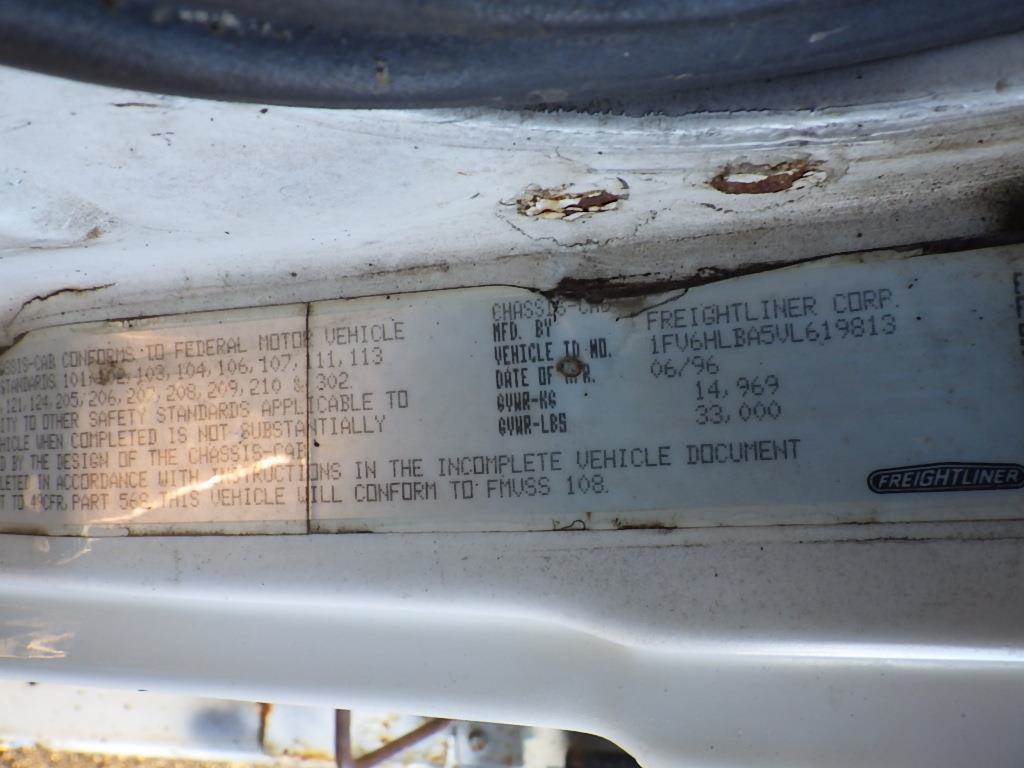 CHASSIS-CAB CONFORMS TO FEDERAL MOTOR VEHICLE
STANDARDS 101, 103, 104, 106, 107, 111, 113
121, 124, 205, 206, 207, 208, 209, 210 & 302
ITY TO OTHER SAFETY STANDARDS APPLICABLE TO
HICLE WHEN COMPLETED IS NOT SUBSTANTIALLY
ED BY THE DESIGN OF THE CHASSIS-CAB
LETED IN ACCORDANCE WITH INSTRUCTIONS IN THE INCOMPLETE VEHICLE DOCUMENT
T TO 49CFR, PART 568 THIS VEHICLE WILL CONFORM TO FMVSS 108.
CHASSIS-CAB
MFD. BY FREIGHTLINER CORP.
VEHICLE ID NO. 1FV6HLBA5VL619813
DATE OF MFR. 06/96
GVWR-KG 14,969
GVWR-LBS 33,000
FREIGHTLINER